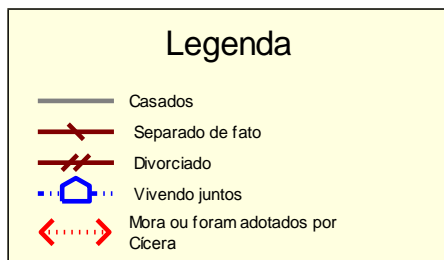 Legenda
Casados
Separado de fato
Divorciado
Vivendo juntos
Mora ou foram adotados por
Cícera